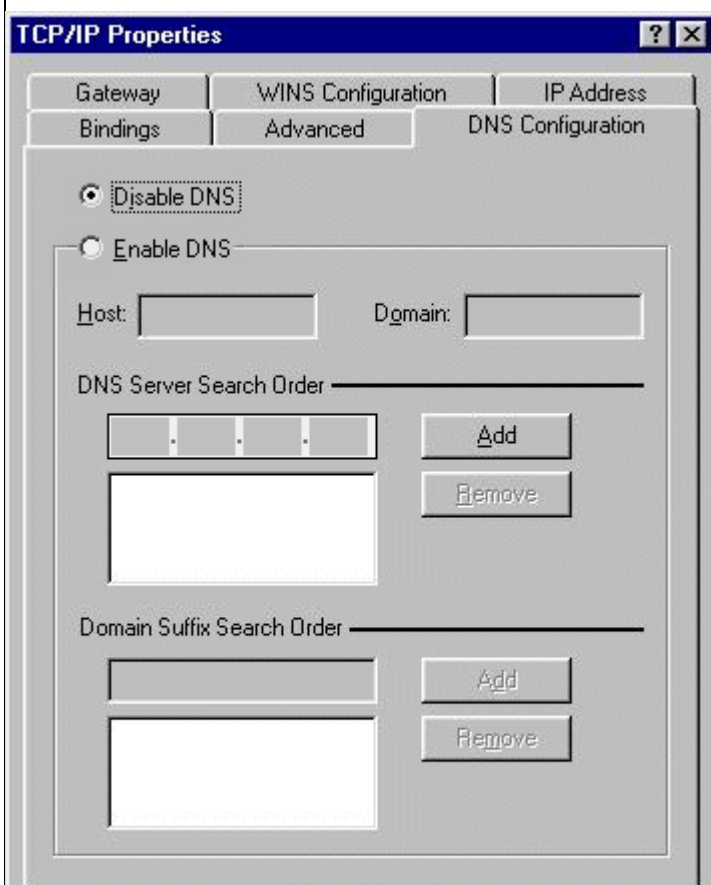 TCP/IP Properties
Gateway WINS Configuration IP Address
Bindings Advanced DNS Configuration
Disable DNS
Enable DNS
Host: Domain:
DNS Server Search Order
. . . Add
Remove
Domain Suffix Search Order
Add
Remove